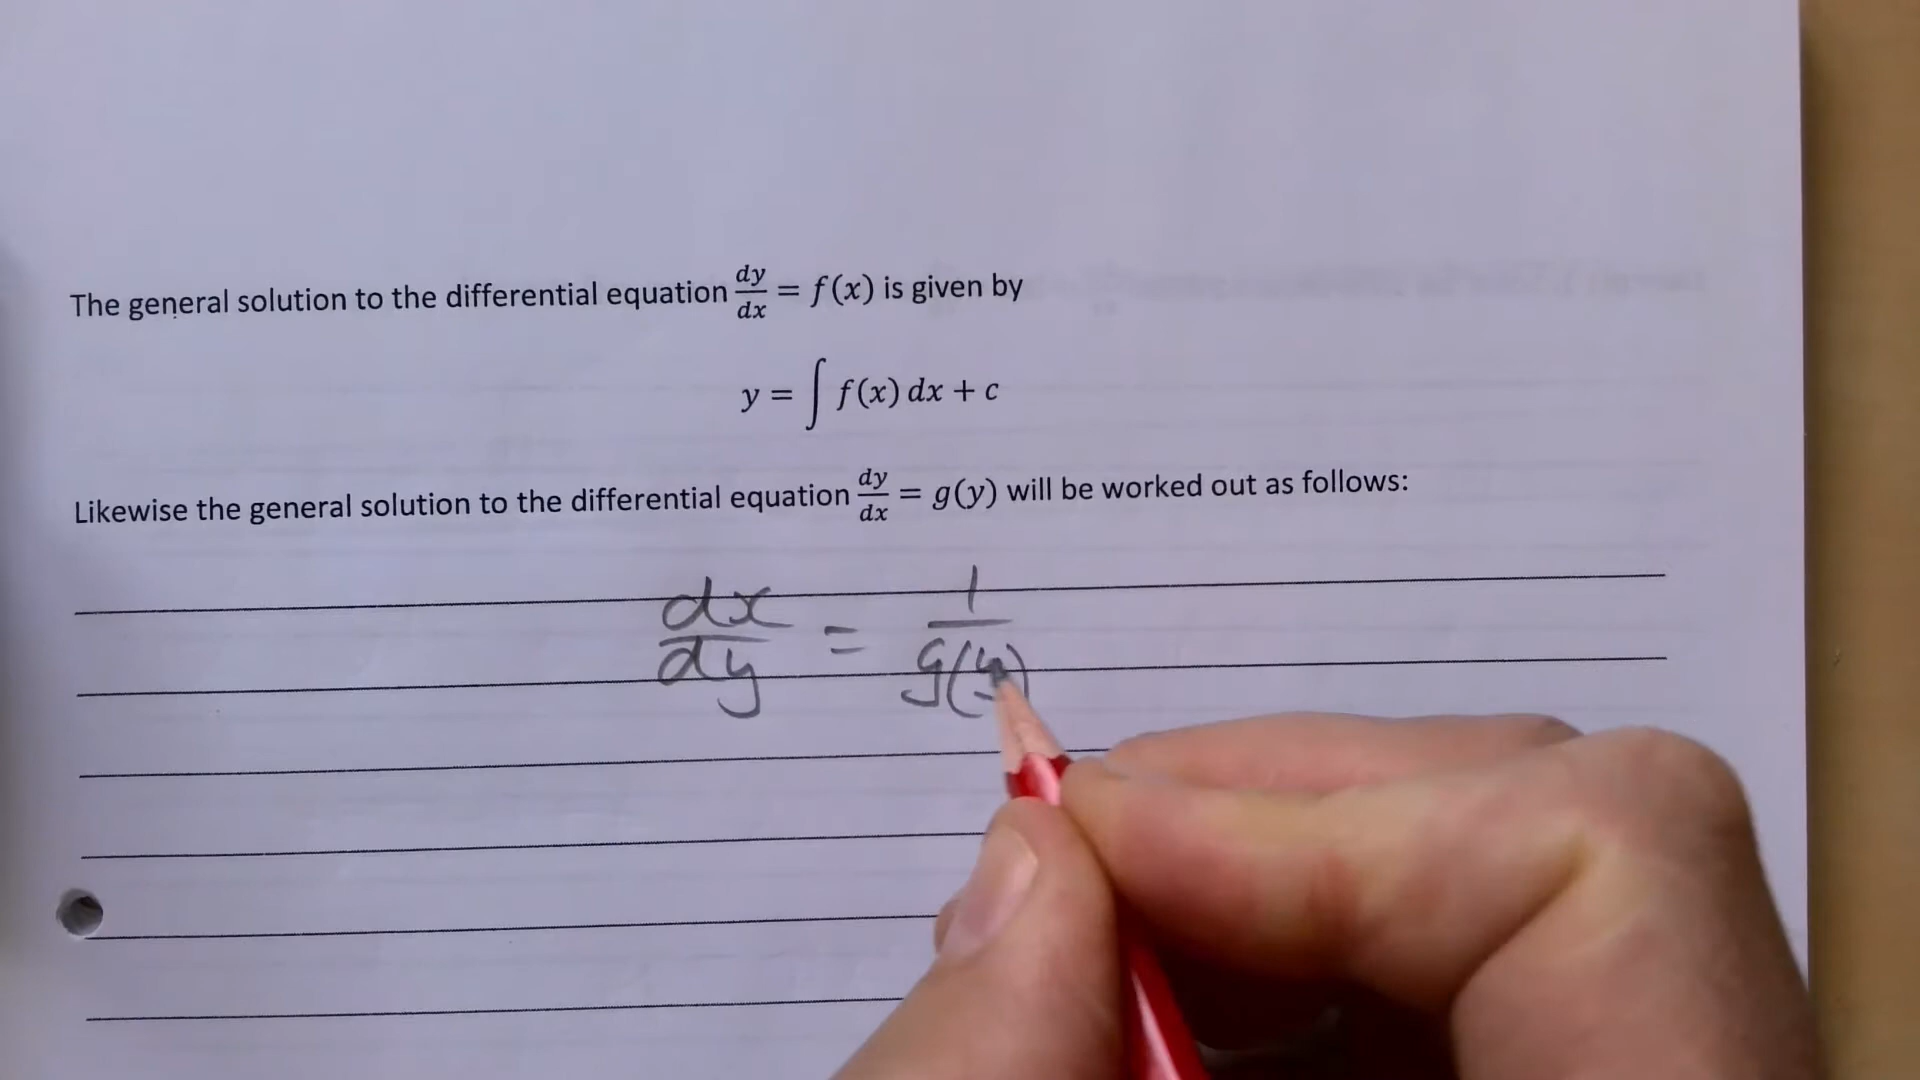 The general solution to the differential equation dy/dx = f(x) is given by
y = ∫ f(x) dx + c
Likewise the general solution to the differential equation dy/dx = g(y) will be worked out as follows:
dx/dy = 1/g(y)